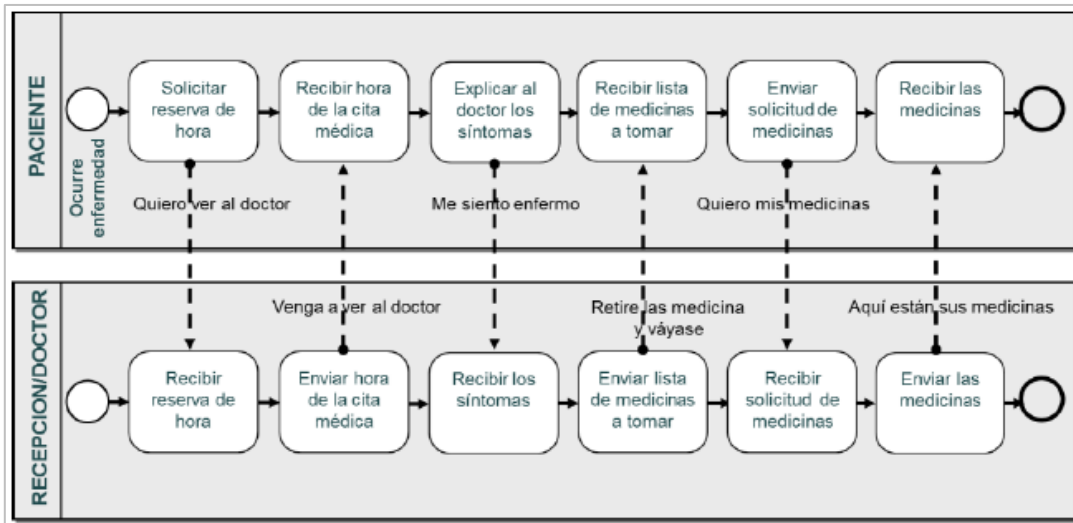 PACIENTE
Ocurre
enfermedad
Solicitar
reserva de
hora
Recibir hora
de la cita
médica
Explicar al
doctor los
síntomas
Recibir lista
de medicinas
a tomar
Enviar
solicitud de
medicinas
Recibir las
medicinas
Quiero ver al doctor
Me siento enfermo
Quiero mis medicinas
Venga a ver al doctor
Retire las medicina
y váyase
Aquí están sus medicinas
RECEPCION/DOCTOR
Recibir
reserva de
hora
Enviar hora
de la cita
médica
Recibir los
síntomas
Enviar lista
de medicinas
a tomar
Recibir
solicitud de
medicinas
Enviar las
medicinas